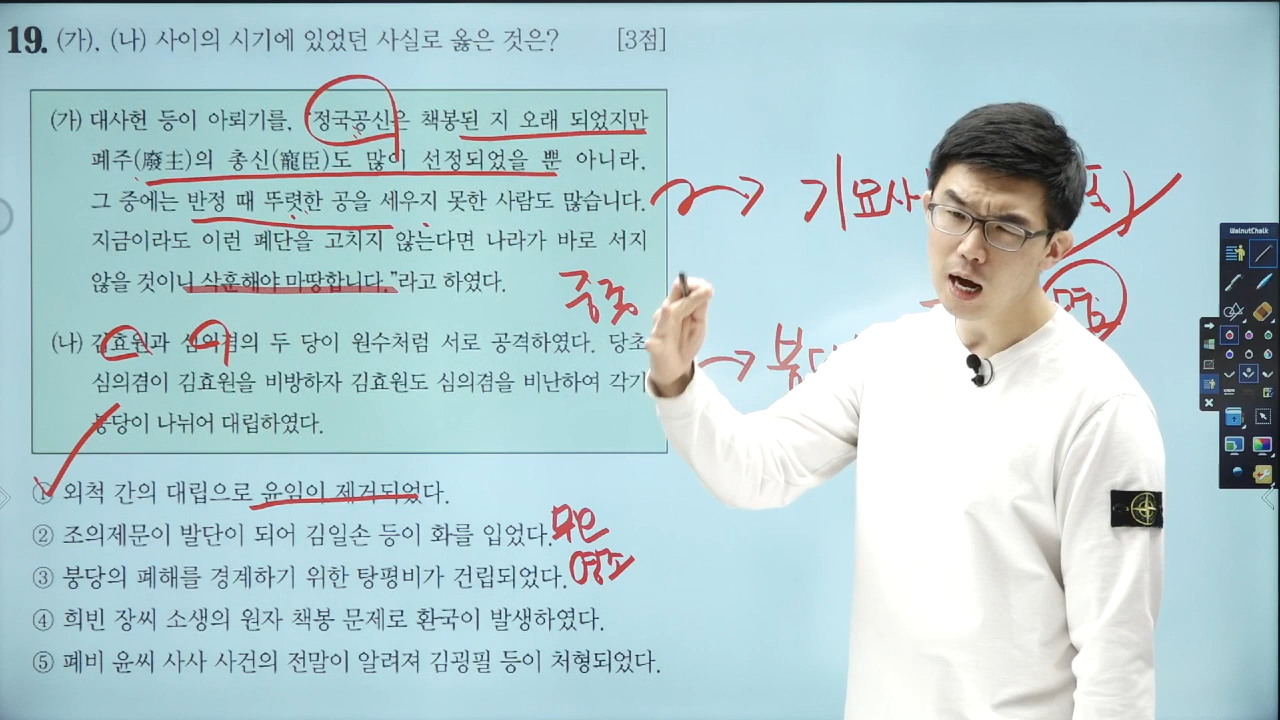 19. (가), (나) 사이의 시기에 있었던 사실로 옳은 것은? [3점]
(가) 대사헌 등이 아뢰기를, "정국공신은 책봉된 지 오래 되었지만
폐주(廢主)의 총신(寵臣)도 많이 선정되었을 뿐 아니라,
그 중에는 반정 때 뚜렷한 공을 세우지 못한 사람도 많습니다.
지금이라도 이런 폐단을 고치지 않는다면 나라가 바로 서지
않을 것이니 삭훈해야 마땅합니다."라고 하였다.
기묘사
중종
(나) 김효원과 심의겸의 두 당이 원수처럼 서로 공격하였다. 당초
심의겸이 김효원을 비방하자 김효원도 심의겸을 비난하여 각기
붕당이 나뉘어 대립하였다.
붕당
① 외척 간의 대립으로 윤임이 제거되었다.
② 조의제문이 발단이 되어 김일손 등이 화를 입었다. 무오
③ 붕당의 폐해를 경계하기 위한 탕평비가 건립되었다. 영조
④ 희빈 장씨 소생의 원자 책봉 문제로 환국이 발생하였다.
⑤ 폐비 윤씨 사사 사건의 전말이 알려져 김굉필 등이 처형되었다.
WalnutChalk